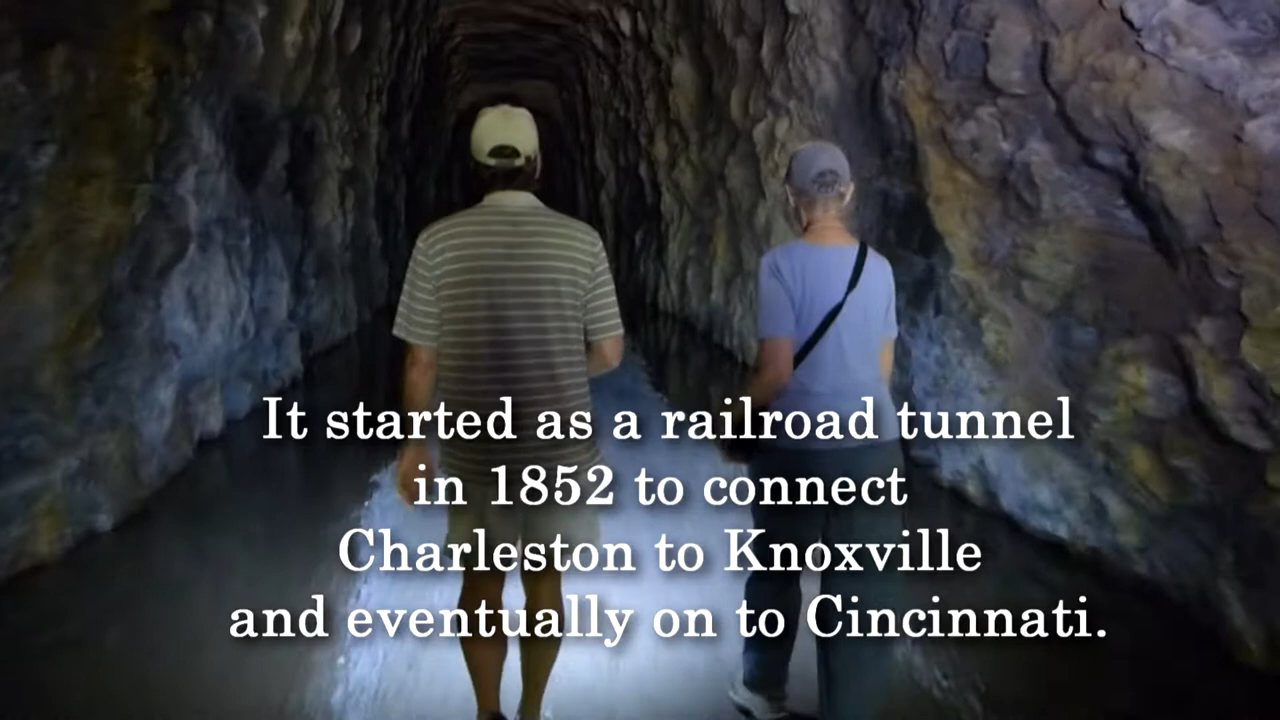 It started as a railroad tunnel
in 1852 to connect
Charleston to Knoxville
and eventually on to Cincinnati.